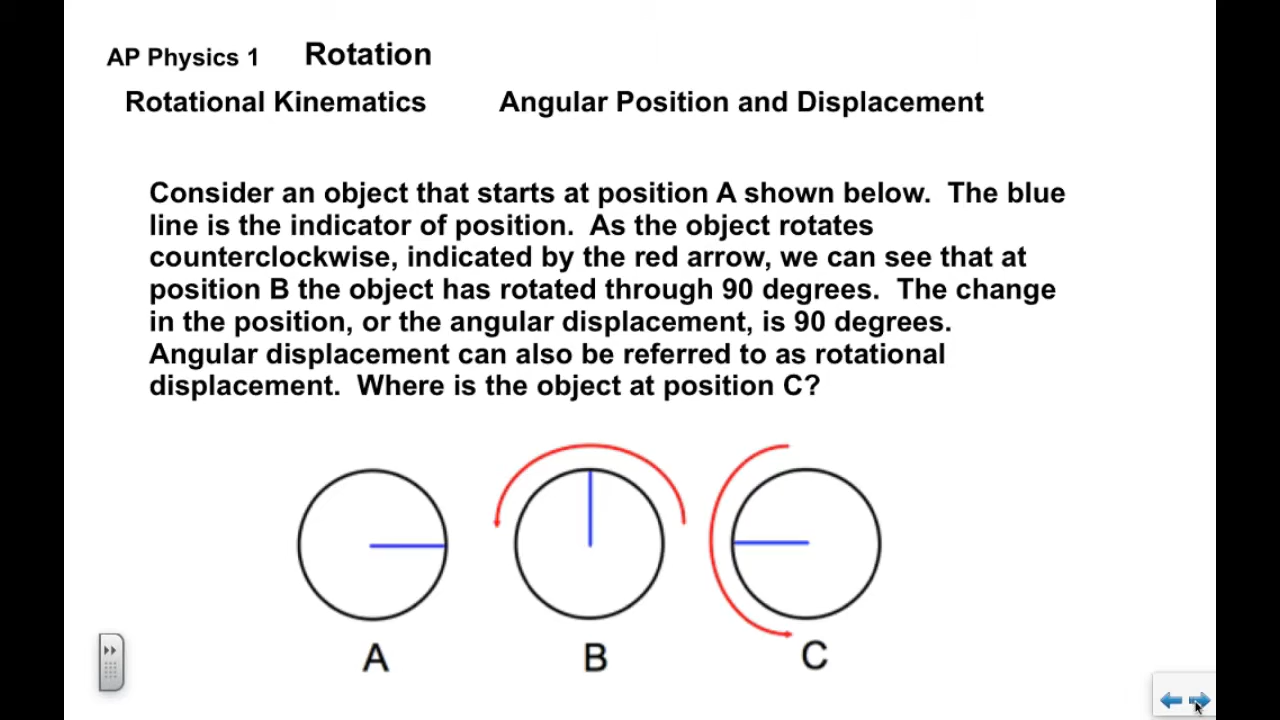 AP Physics 1 Rotation
Rotational Kinematics Angular Position and Displacement
Consider an object that starts at position A shown below. The blue
line is the indicator of position. As the object rotates
counterclockwise, indicated by the red arrow, we can see that at
position B the object has rotated through 90 degrees. The change
in the position, or the angular displacement, is 90 degrees.
Angular displacement can also be referred to as rotational
displacement. Where is the object at position C?
A B C